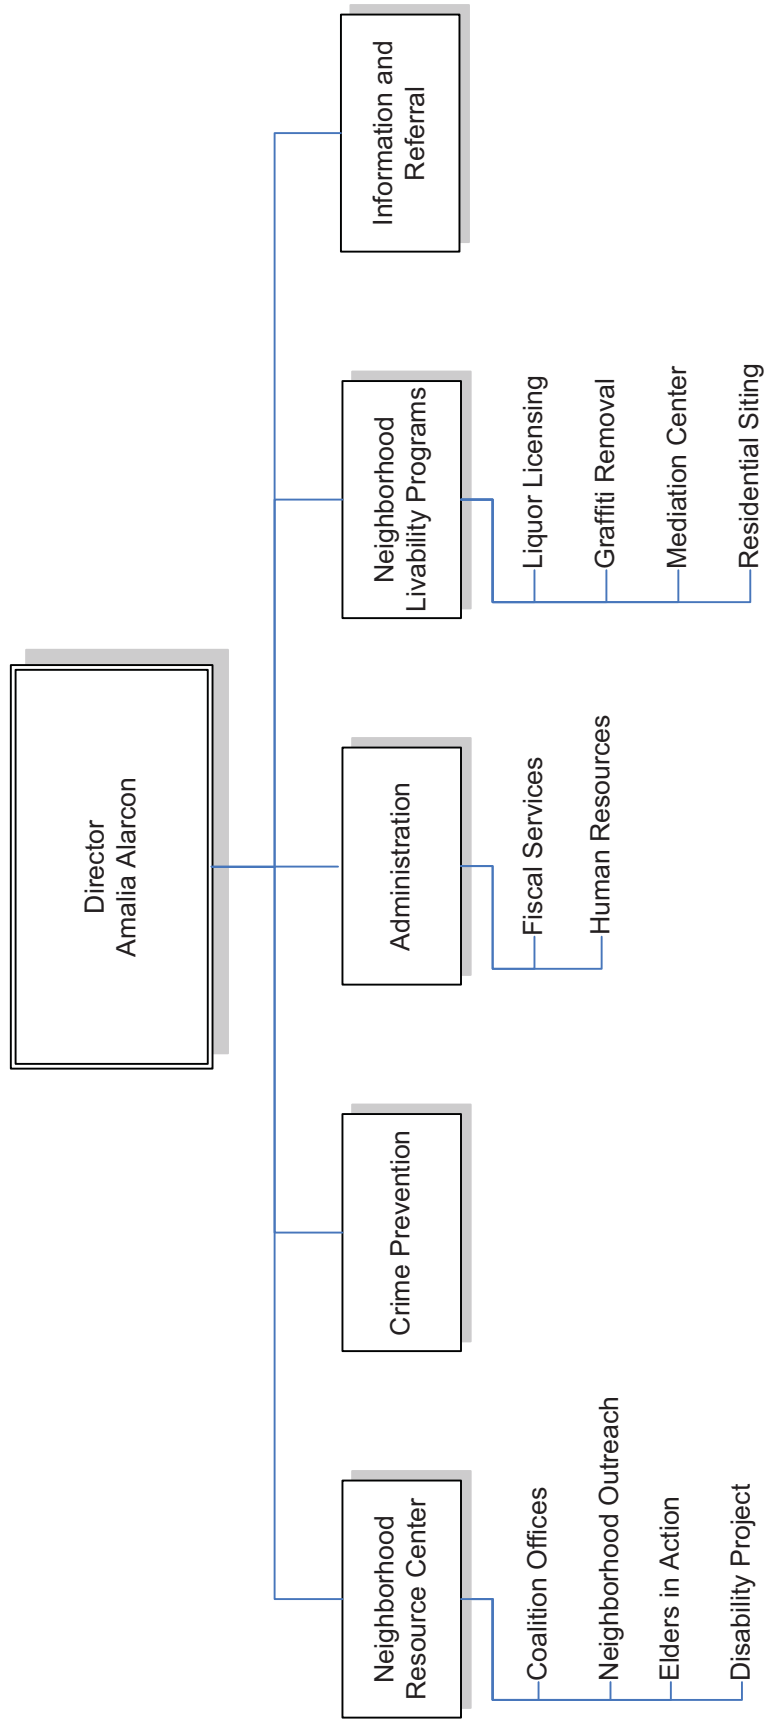 Director
Amalia Alarcon
Neighborhood
Resource Center
Coalition Offices
Neighborhood Outreach
Elders in Action
Disability Project
Crime Prevention
Administration
Fiscal Services
Human Resources
Neighborhood
Livability Programs
Liquor Licensing
Graffiti Removal
Mediation Center
Residential Siting
Information and
Referral